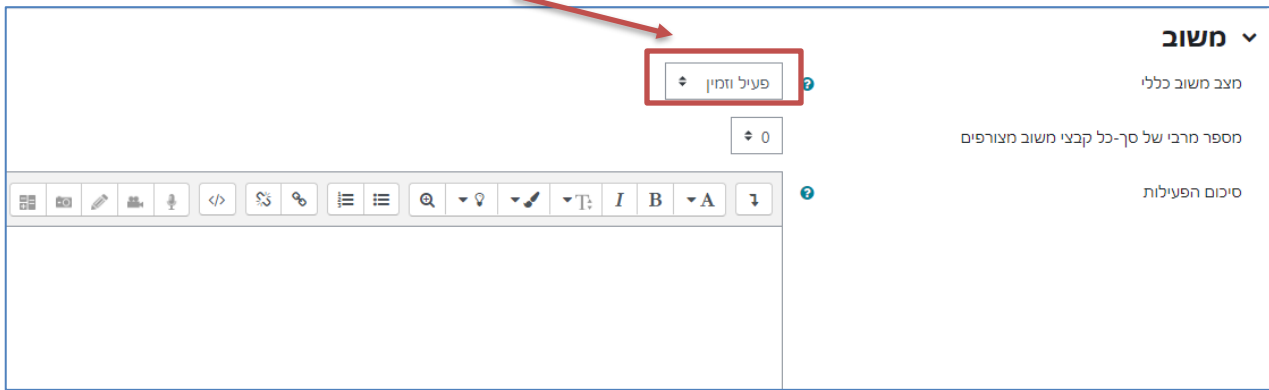 משוב
מצב משוב כללי
פעיל וזמין
מספר מרבי של סך-כל קבצי משוב מצורפים
0
סיכום הפעילות
A B I T </>